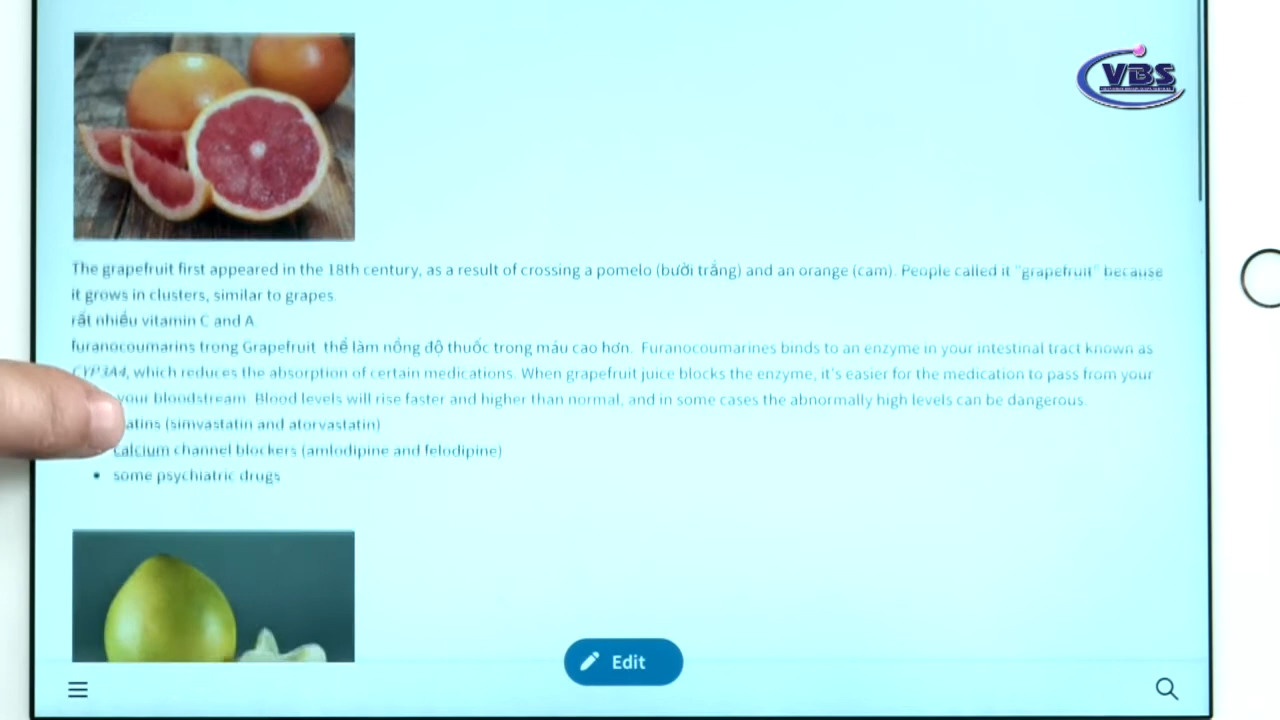 VBS
The grapefruit first appeared in the 18th century, as a result of crossing a pomelo (bưởi trắng) and an orange (cam). People called it "grapefruit" because
it grows in clusters, similar to grapes.
rất nhiều vitamin C and A.
furanocoumarins trong Grapefruit thể làm nồng độ thuốc trong máu cao hơn. Furanocoumarines binds to an enzyme in your intestinal tract known as
CYP3A4, which reduces the absorption of certain medications. When grapefruit juice blocks the enzyme, it's easier for the medication to pass from your
your bloodstream. Blood levels will rise faster and higher than normal, and in some cases the abnormally high levels can be dangerous.
atins (simvastatin and atorvastatin)
calcium channel blockers (amlodipine and felodipine)
• some psychiatric drugs
Edit